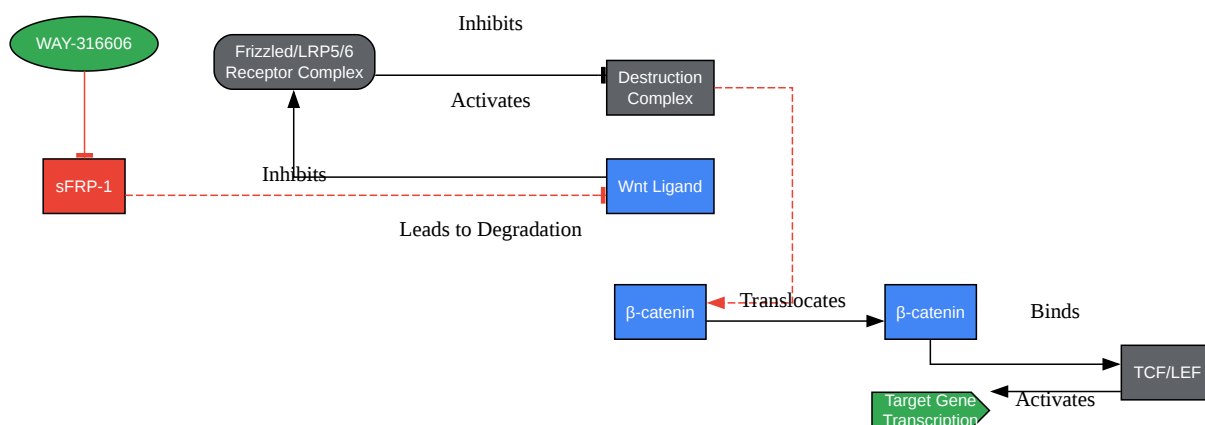 Inhibits
WAY-316606
Frizzled/LRP5/6
Receptor Complex
Destruction
Complex
Activates
Inhibits
sFRP-1
Wnt Ligand
Leads to Degradation
β-catenin
Translocates
β-catenin
Binds
TCF/LEF
Target Gene
Transcription
Activates